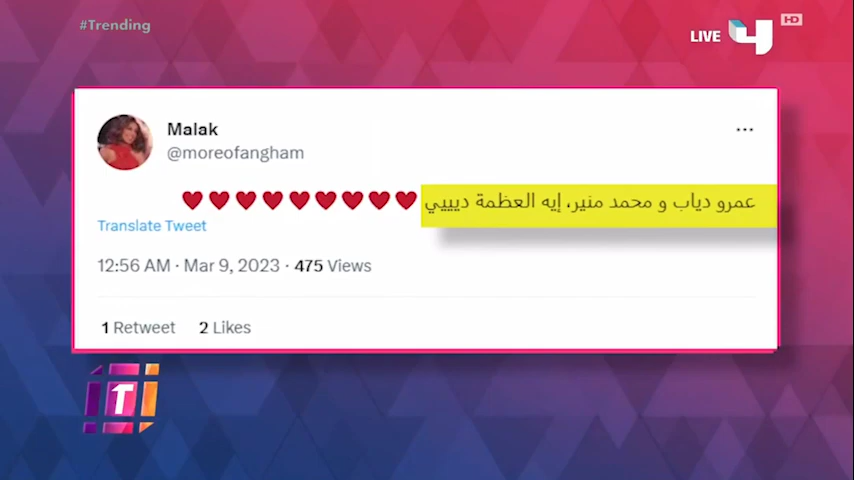 #Trending
LIVE
HD
Malak
@moreofangham
عمرو دياب و محمد منير، إيه العظمة ديييي ❤❤❤❤❤❤❤❤❤
Translate Tweet
12:56 AM · Mar 9, 2023 · 475 Views
1 Retweet 2 Likes
T